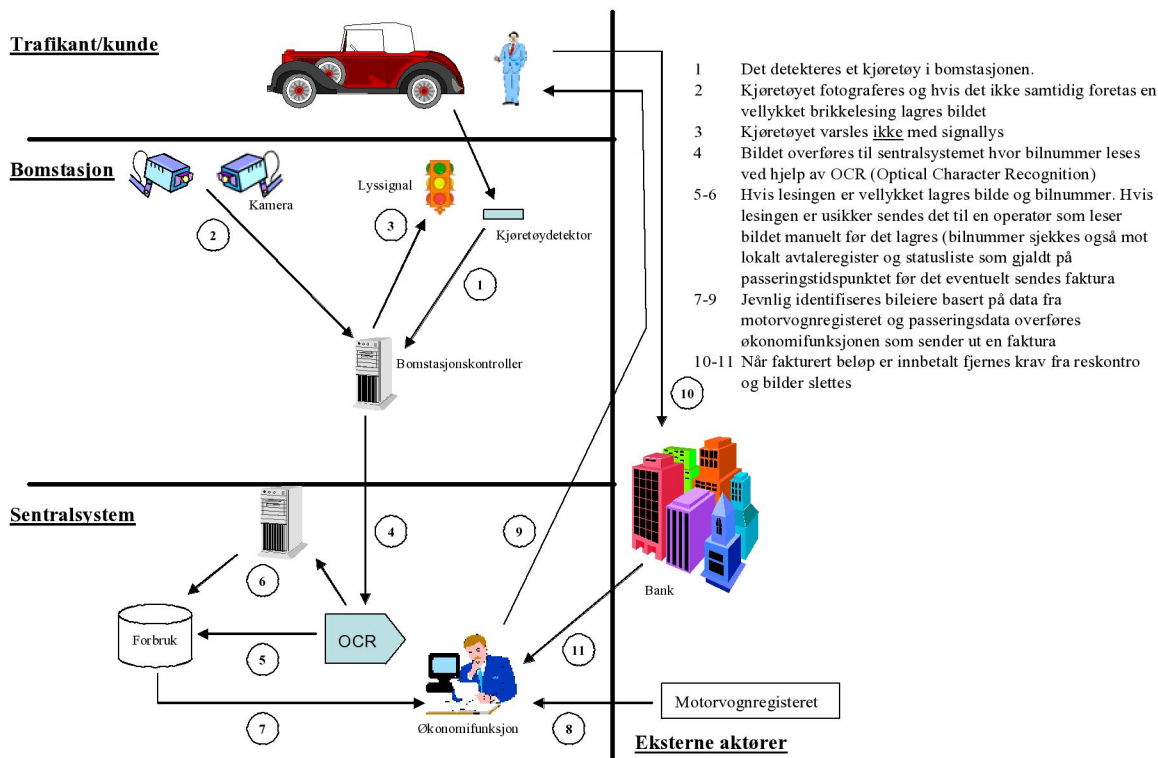 Trafikant/kunde
1 Det detekteres et kjøretøy i bomstasjonen.
2 Kjøretøyet fotograferes og hvis det ikke samtidig foretas en
vellykket brikkelesing lagres bildet
3 Kjøretøyet varsles ikke med signallys
4 Bildet overføres til sentralsystemet hvor bilnummer leses
ved hjelp av OCR (Optical Character Recognition)
5-6 Hvis lesingen er vellykket lagres bilde og bilnummer. Hvis
lesingen er usikker sendes det til en operatør som leser
bildet manuelt før det lagres (bilnummer sjekkes også mot
lokalt avtaleregister og statusliste som gjaldt på
passeringstidspunktet før det eventuelt sendes faktura
7-9 Jevnlig identifiseres bileiere basert på data fra
motorvognregisteret og passeringsdata overføres
økonomifunksjonen som sender ut en faktura
10-11 Når fakturert beløp er innbetalt fjernes krav fra reskontro
og bilder slettes
Bomstasjon
Kamera
Lyssignal
Kjøretøydetektor
2
3
1
Bomstasjonskontroller
10
Sentralsystem
4
9
6
Bank
Forbruk
OCR
5
11
7
Økonomifunksjon
8
Motorvognregisteret
Eksterne aktører